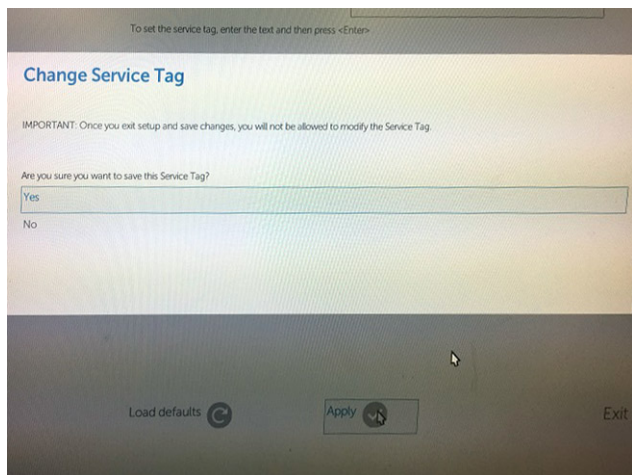 To set the service tag, enter the text and then press <Enter>
Change Service Tag
IMPORTANT: Once you exit setup and save changes, you will not be allowed to modify the Service Tag.
Are you sure you want to save this Service Tag?
Yes
No
Load defaults
Apply
Exit